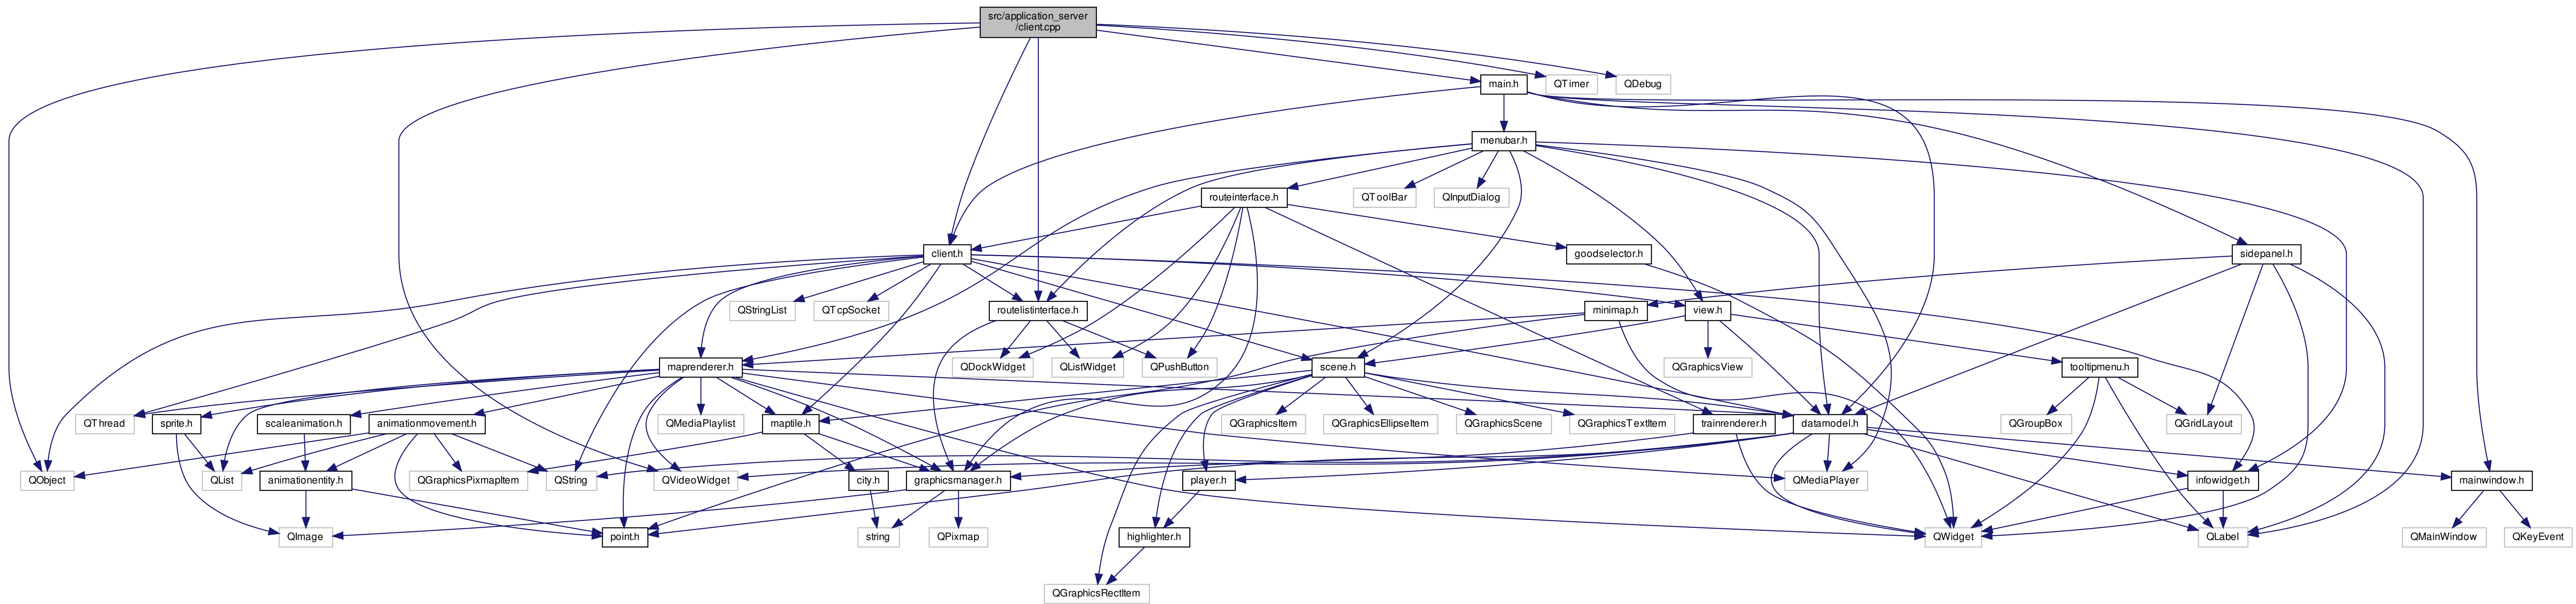 src/application_server
/client.cpp
main.h
QTimer
QDebug
menubar.h
routeinterface.h
QToolBar
QInputDialog
client.h
goodselector.h
sidepanel.h
QStringList
QTcpSocket
routelistinterface.h
minimap.h
view.h
maprenderer.h
QDockWidget
QListWidget
QPushButton
scene.h
QGraphicsView
tooltipmenu.h
QThread
sprite.h
scaleanimation.h
animationmovement.h
QMediaPlaylist
maptile.h
QGraphicsItem
QGraphicsEllipseItem
QGraphicsScene
QGraphicsTextItem
trainrenderer.h
datamodel.h
QGroupBox
QGridLayout
QObject
QList
animationentity.h
QGraphicsPixmapItem
QString
QVideoWidget
city.h
graphicsmanager.h
player.h
QMediaPlayer
infowidget.h
mainwindow.h
QImage
point.h
string
QPixmap
highlighter.h
QWidget
QLabel
QMainWindow
QKeyEvent
QGraphicsRectItem